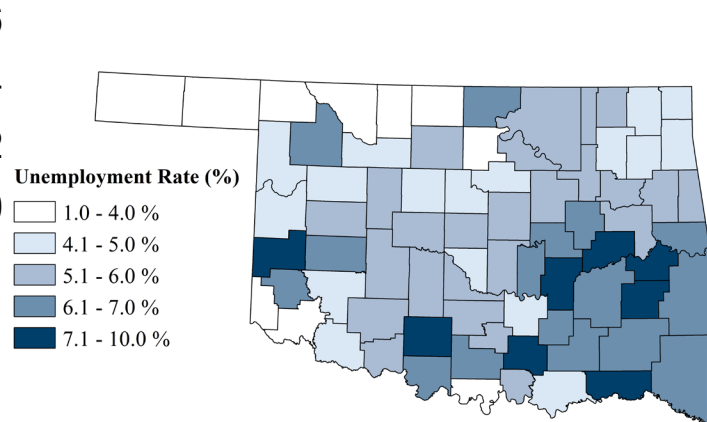 Unemployment Rate (%)
1.0 - 4.0 %
4.1 - 5.0 %
5.1 - 6.0 %
6.1 - 7.0 %
7.1 - 10.0 %